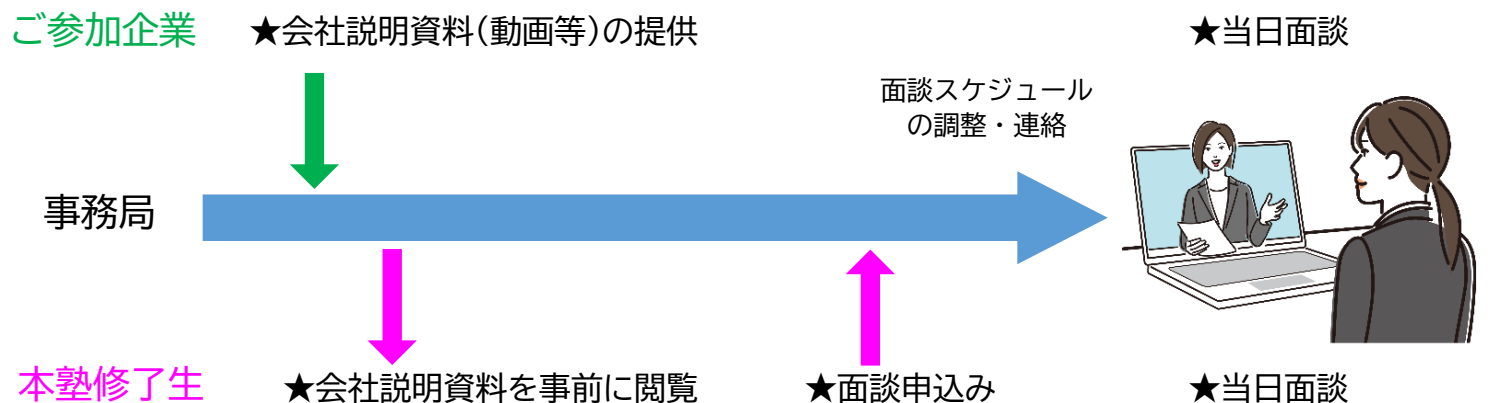 ご参加企業
★会社説明資料(動画等)の提供
★当日面談
面談スケジュール
の調整・連絡
事務局
本塾修了生
★会社説明資料を事前に閲覧
★面談申込み
★当日面談